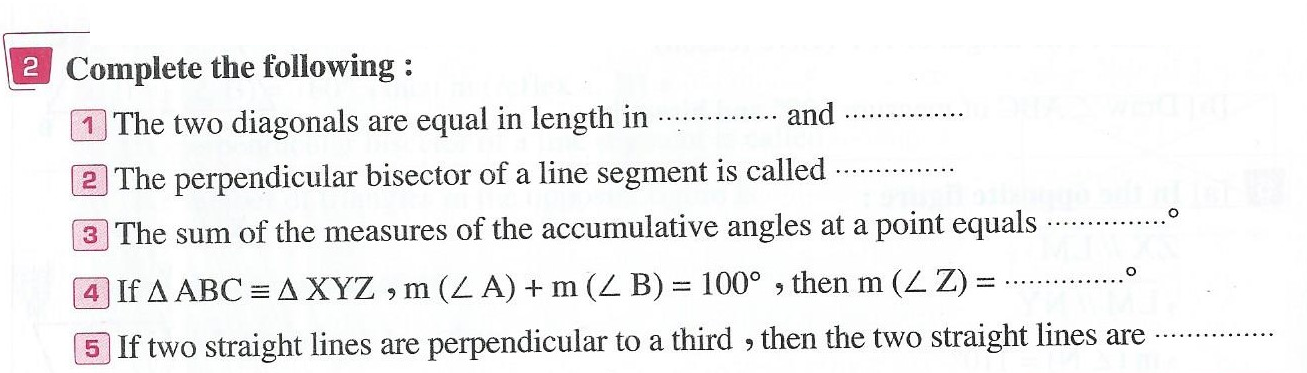 2 Complete the following :
1 The two diagonals are equal in length in ............... and ...............
2 The perpendicular bisector of a line segment is called ...............
3 The sum of the measures of the accumulative angles at a point equals ...............°
4 If Δ ABC ≡ Δ XYZ , m (∠ A) + m (∠ B) = 100° , then m (∠ Z) = ...............°
5 If two straight lines are perpendicular to a third , then the two straight lines are ...............